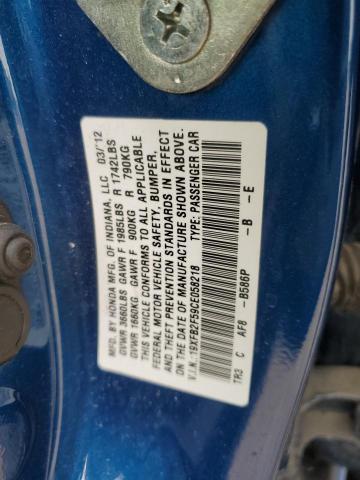 MFD. BY HONDA MFG. OF INDIANA, LLC 03/'12
GVWR 3660LBS GAWR F 1985LBS R 1742LBS
GVWR 1660KG GAWR F 900KG R 790KG
THIS VEHICLE CONFORMS TO ALL APPLICABLE
FEDERAL MOTOR VEHICLE SAFETY, BUMPER,
AND THEFT PREVENTION STANDARDS IN EFFECT
ON THE DATE OF MANUFACTURE SHOWN ABOVE.
V.I.N.:19XFB2F59CE058218 TYPE: PASSENGER CAR
TR3 C AF8 -B586P -B -E